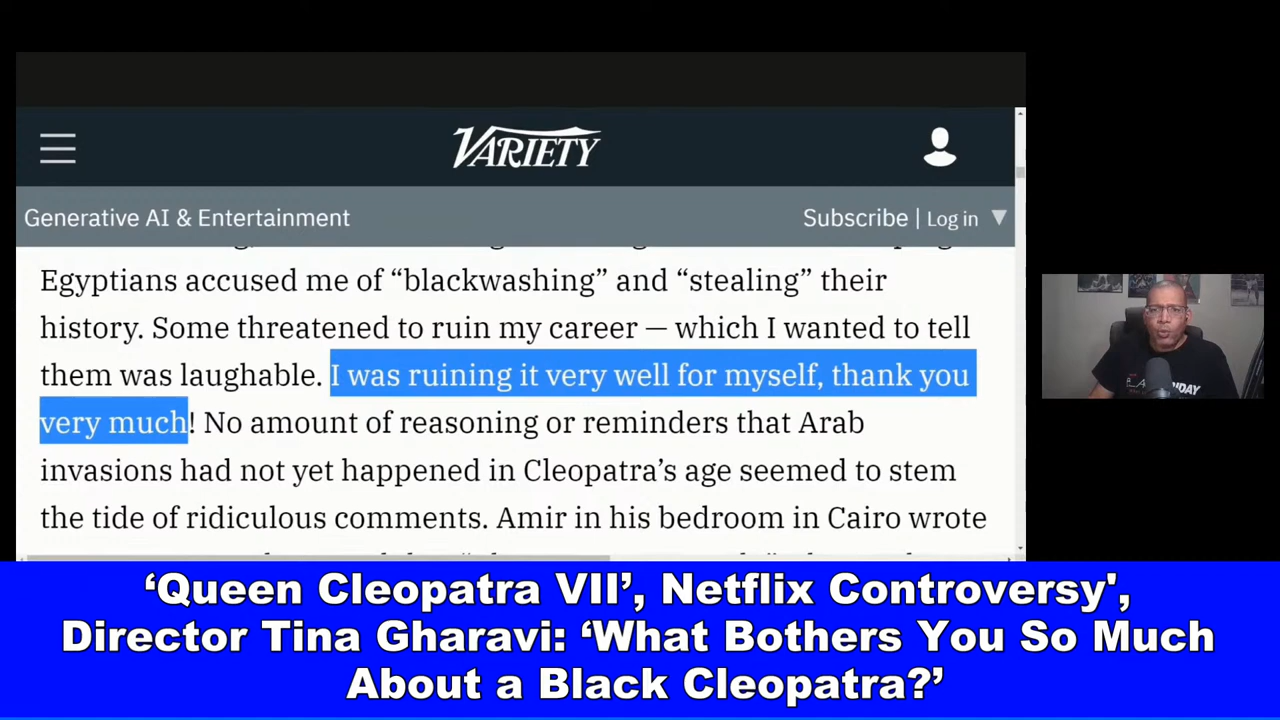 VARIETY
Generative AI & Entertainment
Subscribe | Log in
Egyptians accused me of “blackwashing” and “stealing” their
history. Some threatened to ruin my career — which I wanted to tell
them was laughable. I was ruining it very well for myself, thank you
very much! No amount of reasoning or reminders that Arab
invasions had not yet happened in Cleopatra’s age seemed to stem
the tide of ridiculous comments. Amir in his bedroom in Cairo wrote
‘Queen Cleopatra VII’, Netflix Controversy',
Director Tina Gharavi: ‘What Bothers You So Much
About a Black Cleopatra?’